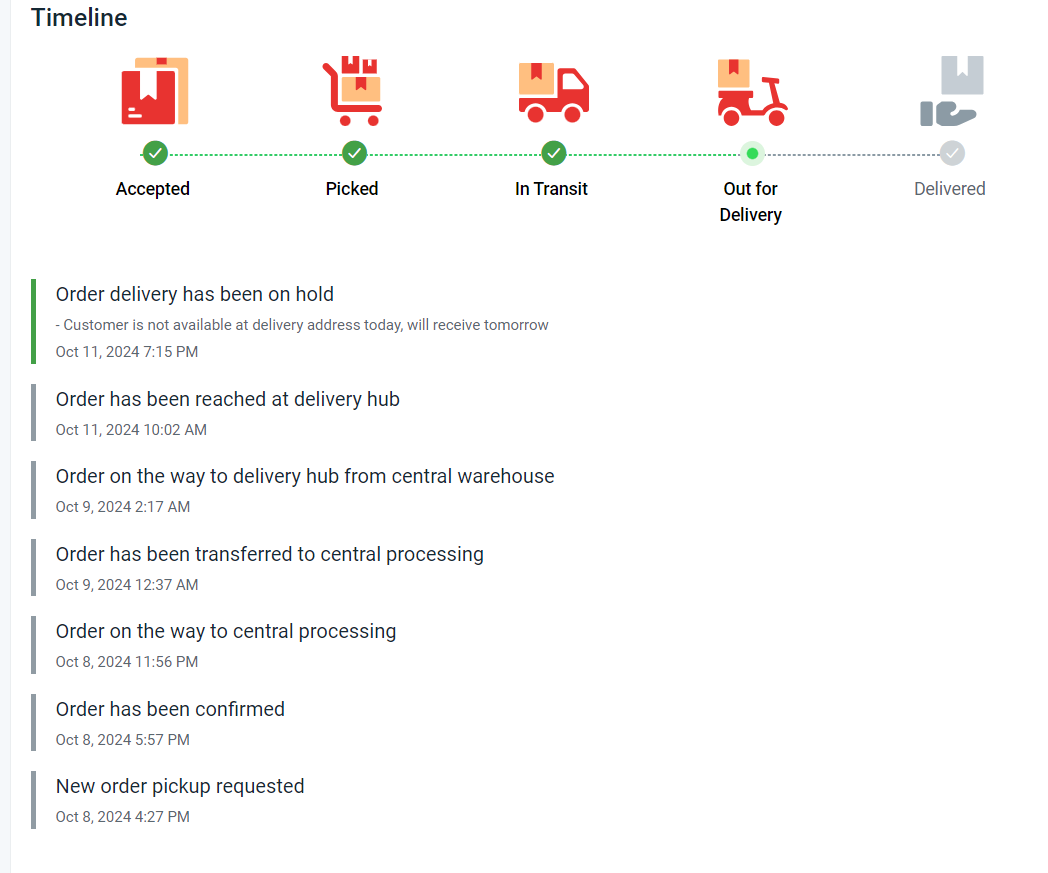 Timeline
Accepted
Picked
In Transit
Out for
Delivery
Delivered
Order delivery has been on hold
- Customer is not available at delivery address today, will receive tomorrow
Oct 11, 2024 7:15 PM
Order has been reached at delivery hub
Oct 11, 2024 10:02 AM
Order on the way to delivery hub from central warehouse
Oct 9, 2024 2:17 AM
Order has been transferred to central processing
Oct 9, 2024 12:37 AM
Order on the way to central processing
Oct 8, 2024 11:56 PM
Order has been confirmed
Oct 8, 2024 5:57 PM
New order pickup requested
Oct 8, 2024 4:27 PM